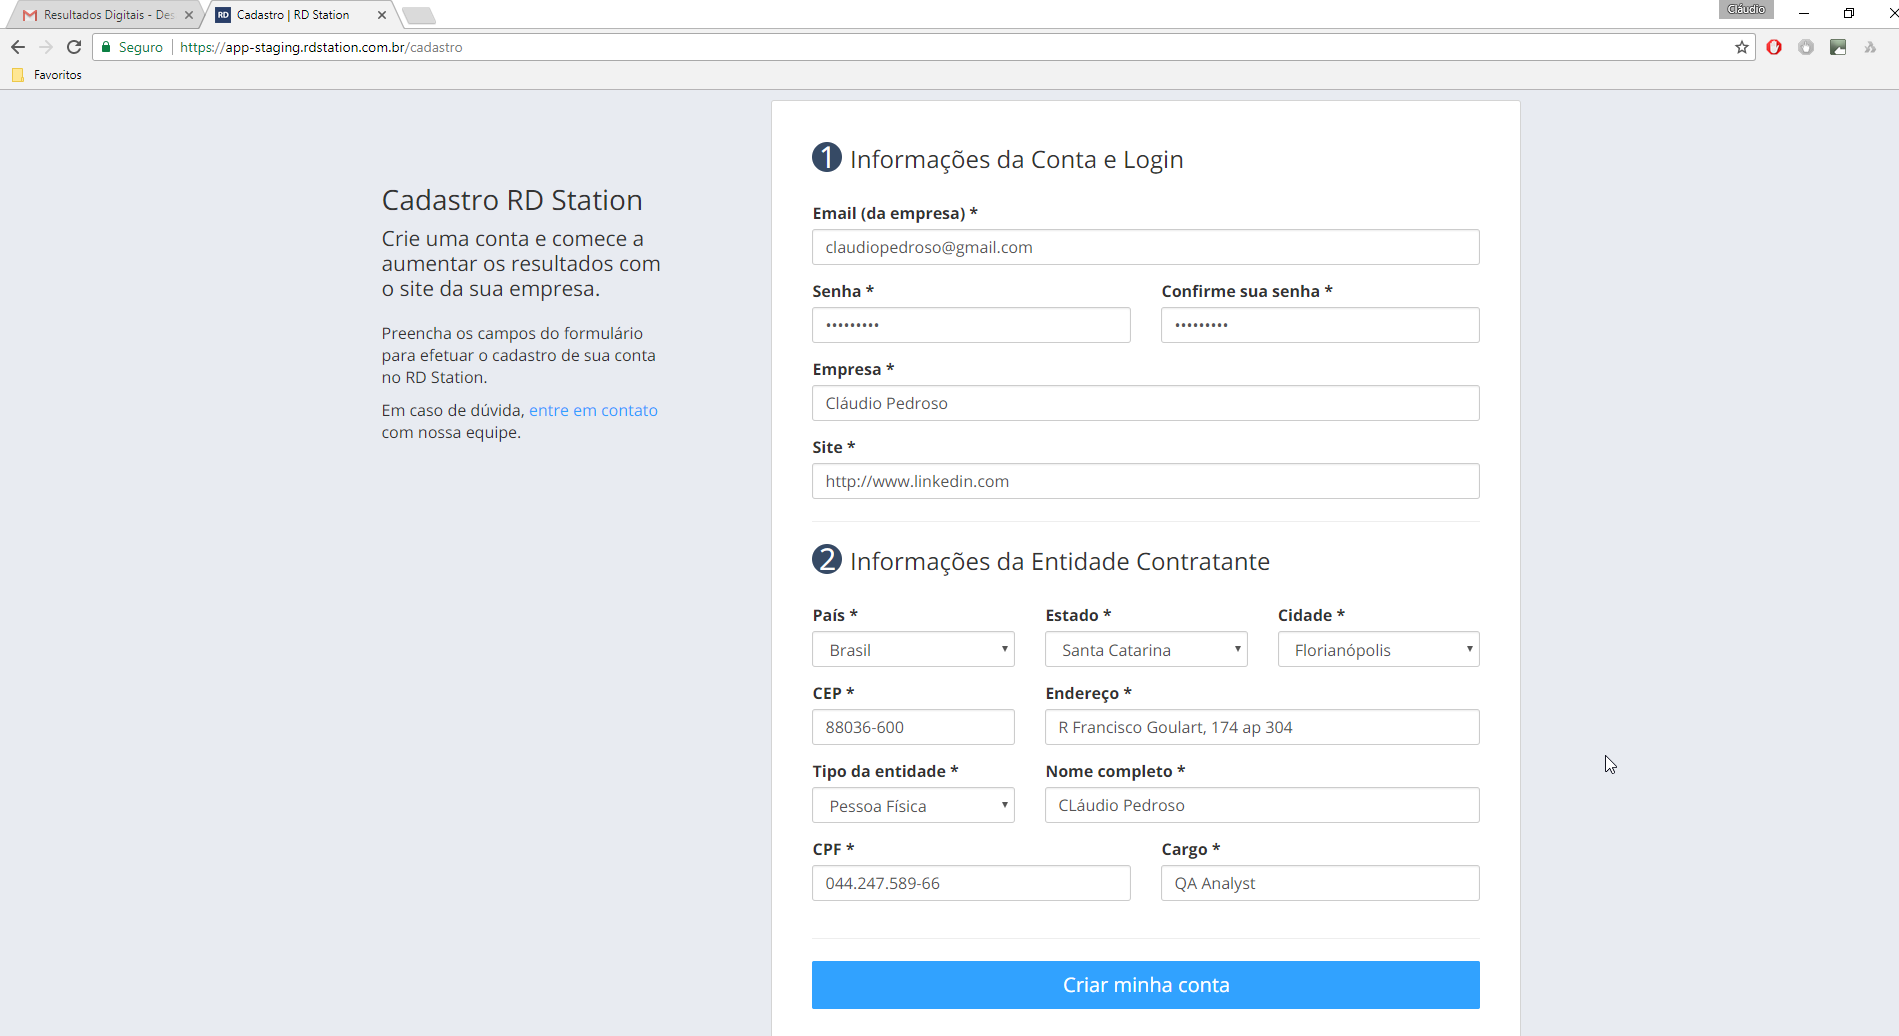 Resultados Digitais - Des
RD Cadastro | RD Station
Cláudio
Seguro https://app-staging.rdstation.com.br/cadastro
Favoritos
Cadastro RD Station
Crie uma conta e comece a
aumentar os resultados com
o site da sua empresa.
Preencha os campos do formulário
para efetuar o cadastro de sua conta
no RD Station.
Em caso de dúvida, entre em contato
com nossa equipe.
1 Informações da Conta e Login
Email (da empresa) *
claudiopedroso@gmail.com
Senha * Confirme sua senha *
••••••••• •••••••••
Empresa *
Cláudio Pedroso
Site *
http://www.linkedin.com
2 Informações da Entidade Contratante
País * Estado * Cidade *
Brasil Santa Catarina Florianópolis
CEP * Endereço *
88036-600 R Francisco Goulart, 174 ap 304
Tipo da entidade * Nome completo *
Pessoa Física CLáudio Pedroso
CPF * Cargo *
044.247.589-66 QA Analyst
Criar minha conta